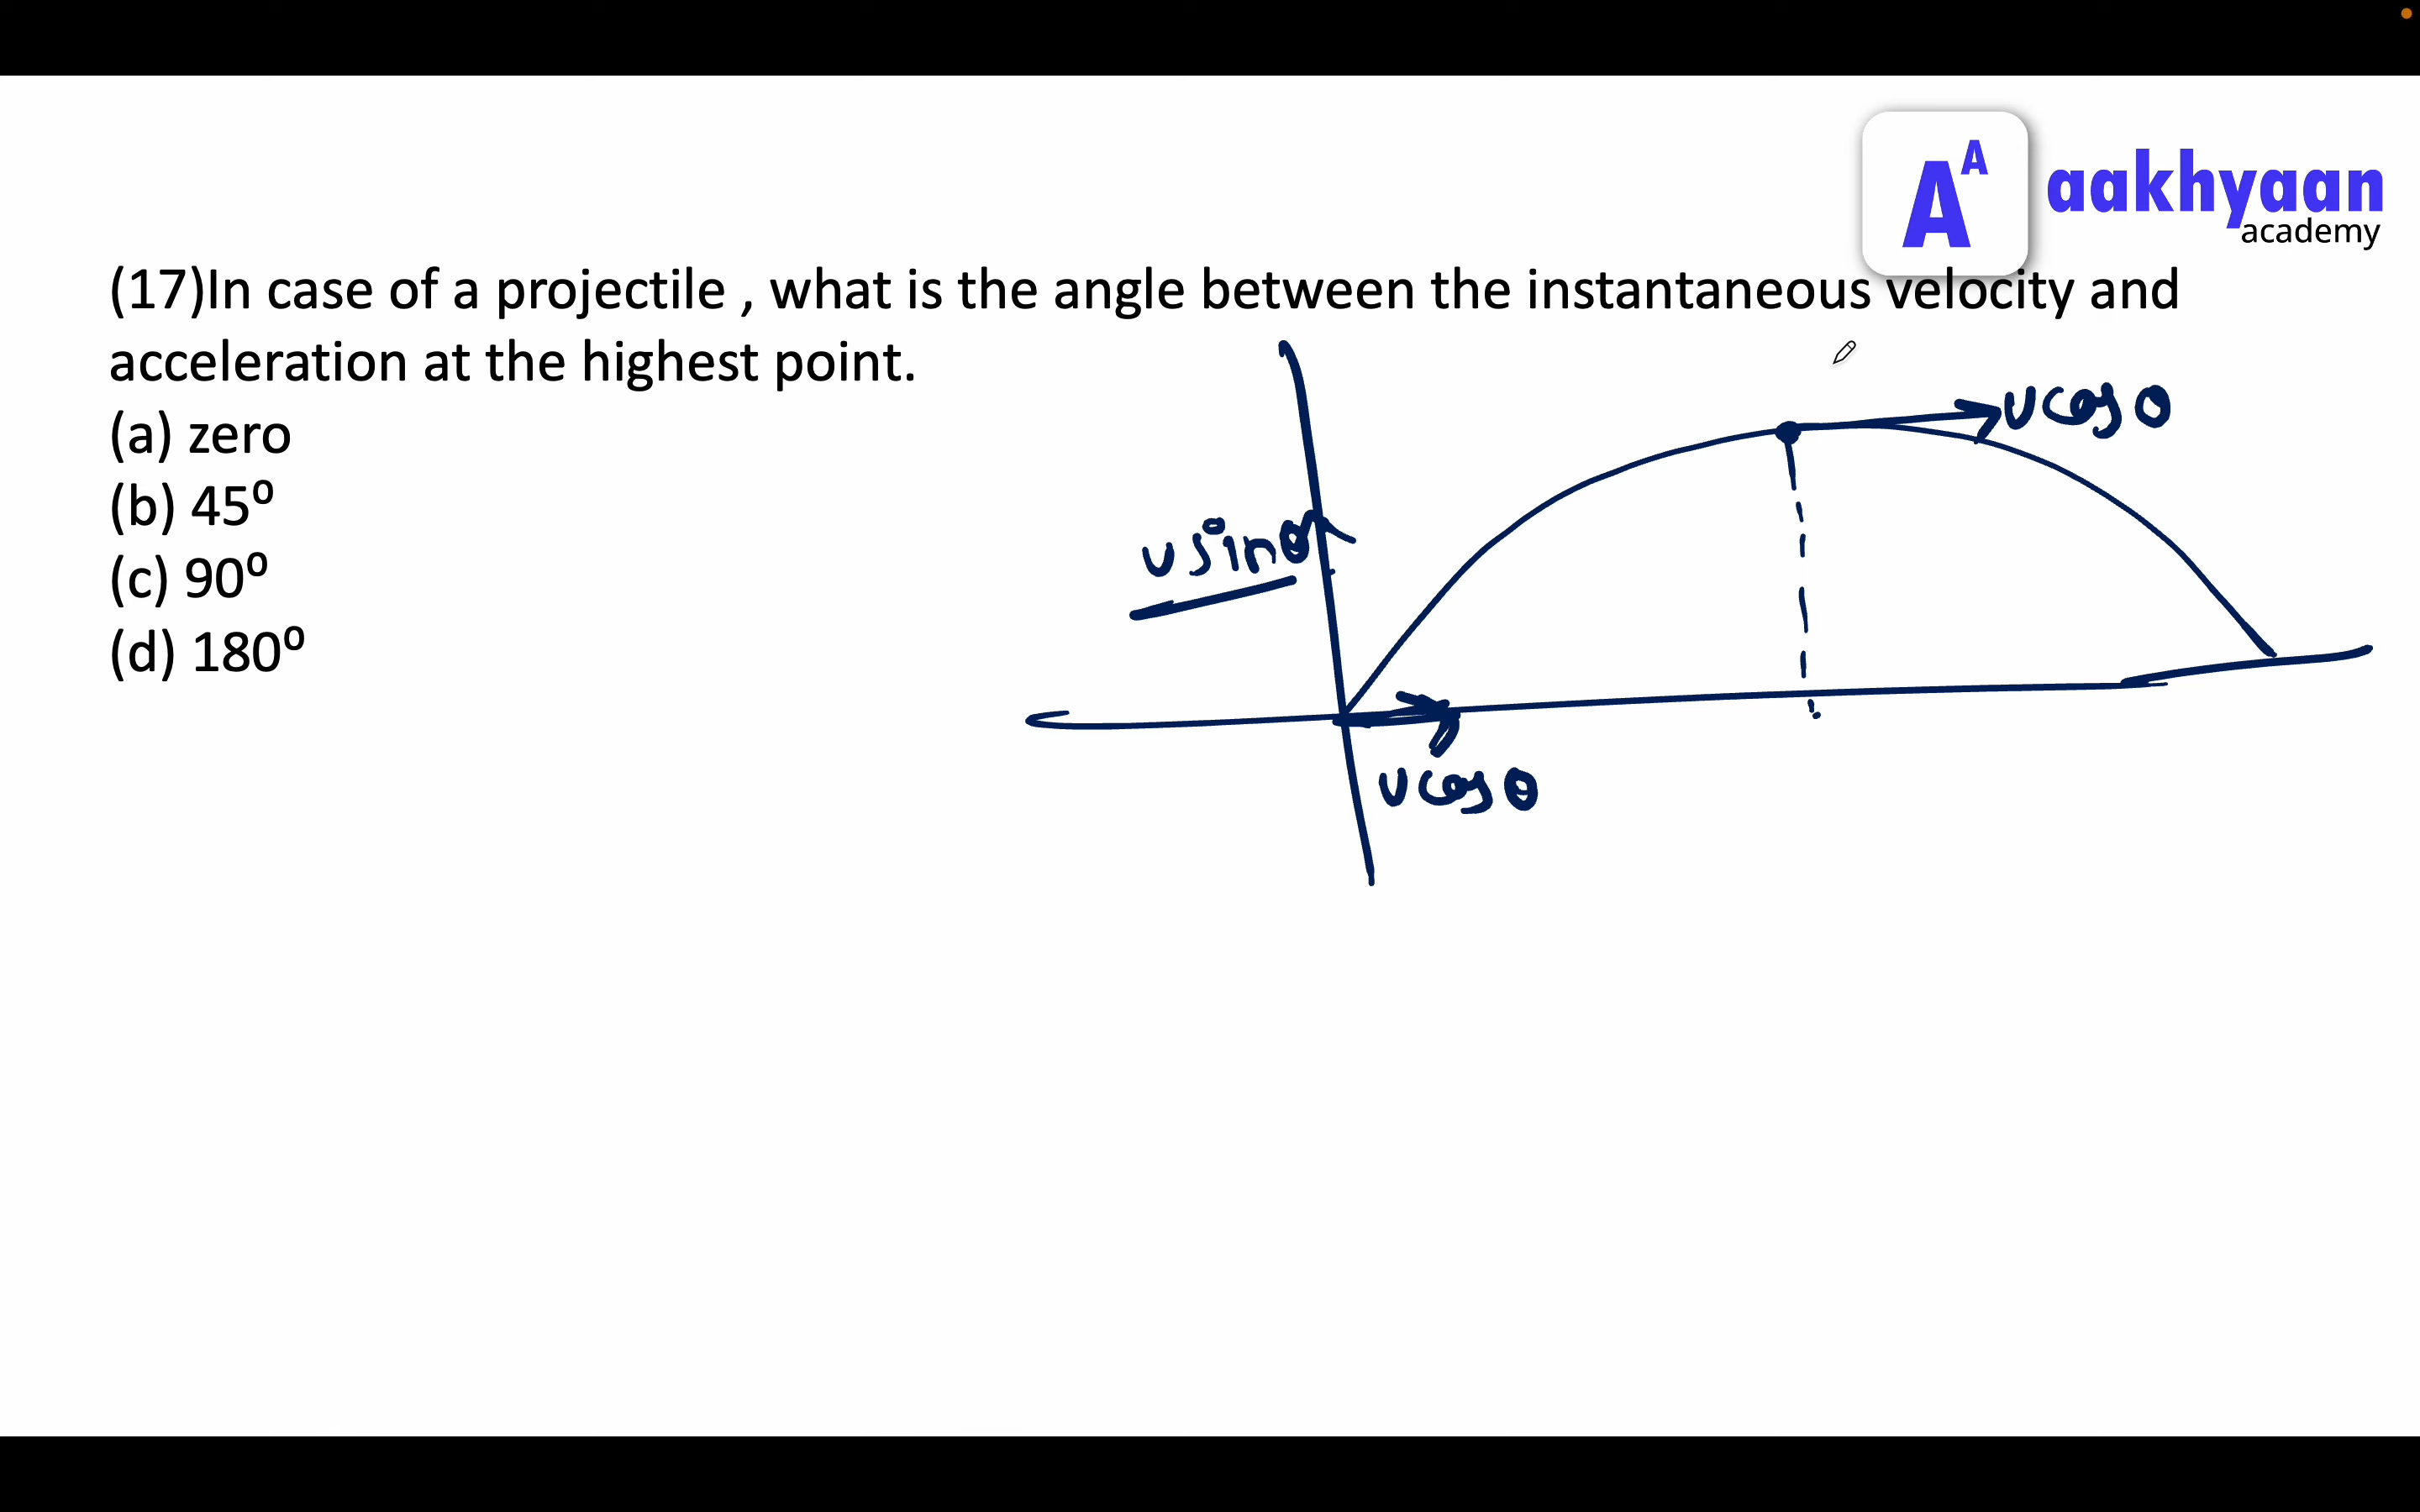 A A aakhyaan
academy
(17)In case of a projectile , what is the angle between the instantaneous velocity and
acceleration at the highest point.
(a) zero
(b) 45⁰
(c) 90⁰
(d) 180⁰
v cos θ
v sin θ
v cos θ